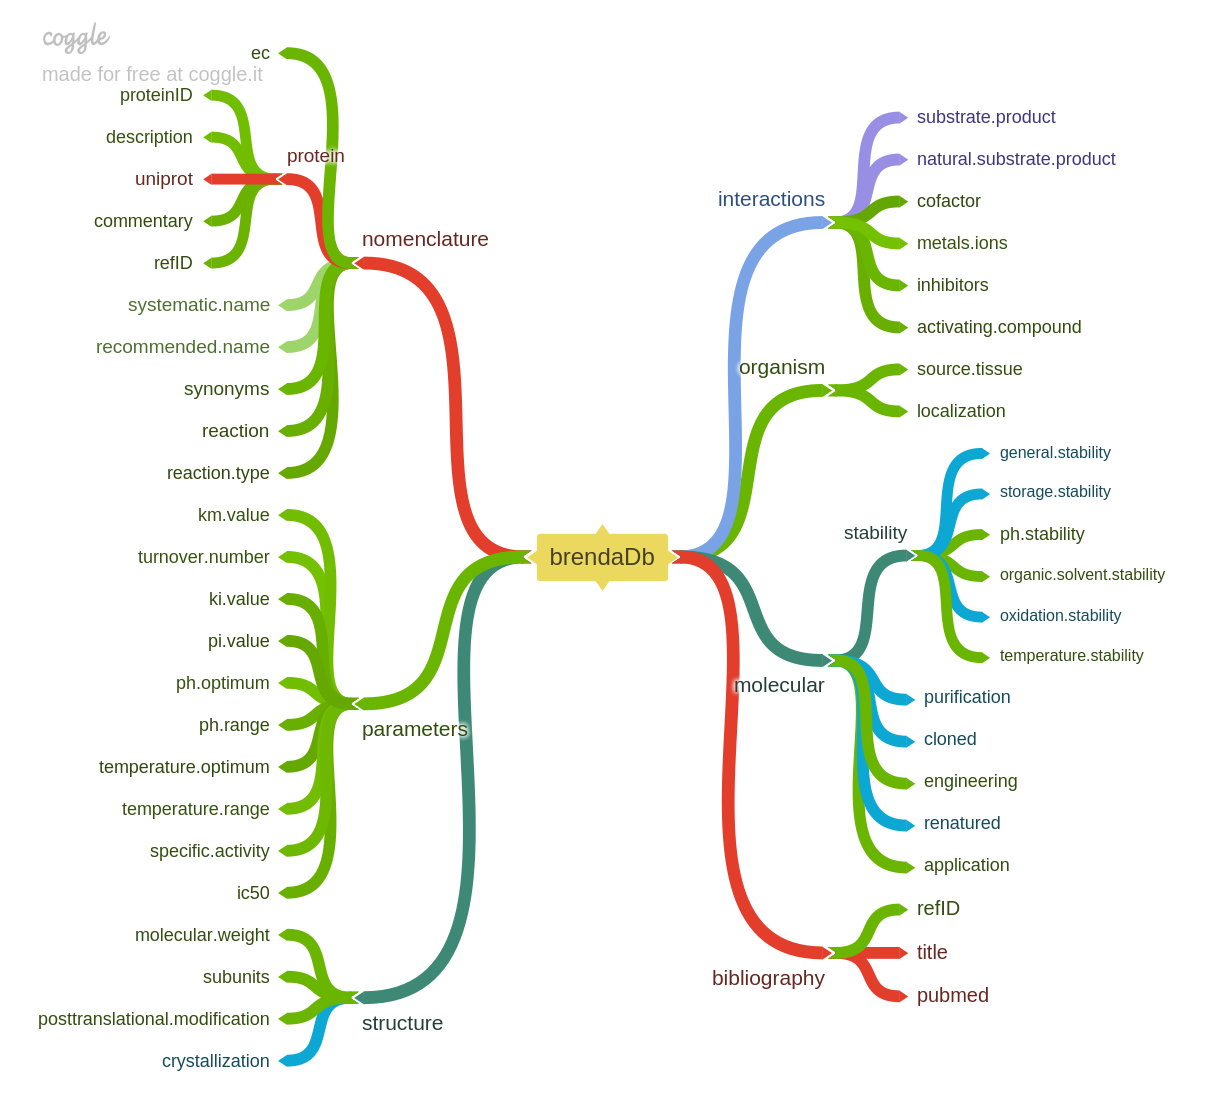 coggle
made for free at coggle.it
ec
proteinID
description
protein
uniprot
commentary
refID
nomenclature
systematic.name
recommended.name
synonyms
reaction
reaction.type
km.value
turnover.number
ki.value
pi.value
ph.optimum
ph.range
parameters
temperature.optimum
temperature.range
specific.activity
ic50
molecular.weight
subunits
posttranslational.modification
structure
crystallization
brendaDb
interactions
substrate.product
natural.substrate.product
cofactor
metals.ions
inhibitors
activating.compound
organism
source.tissue
localization
stability
general.stability
storage.stability
ph.stability
organic.solvent.stability
oxidation.stability
temperature.stability
molecular
purification
cloned
engineering
renatured
application
bibliography
refID
title
pubmed